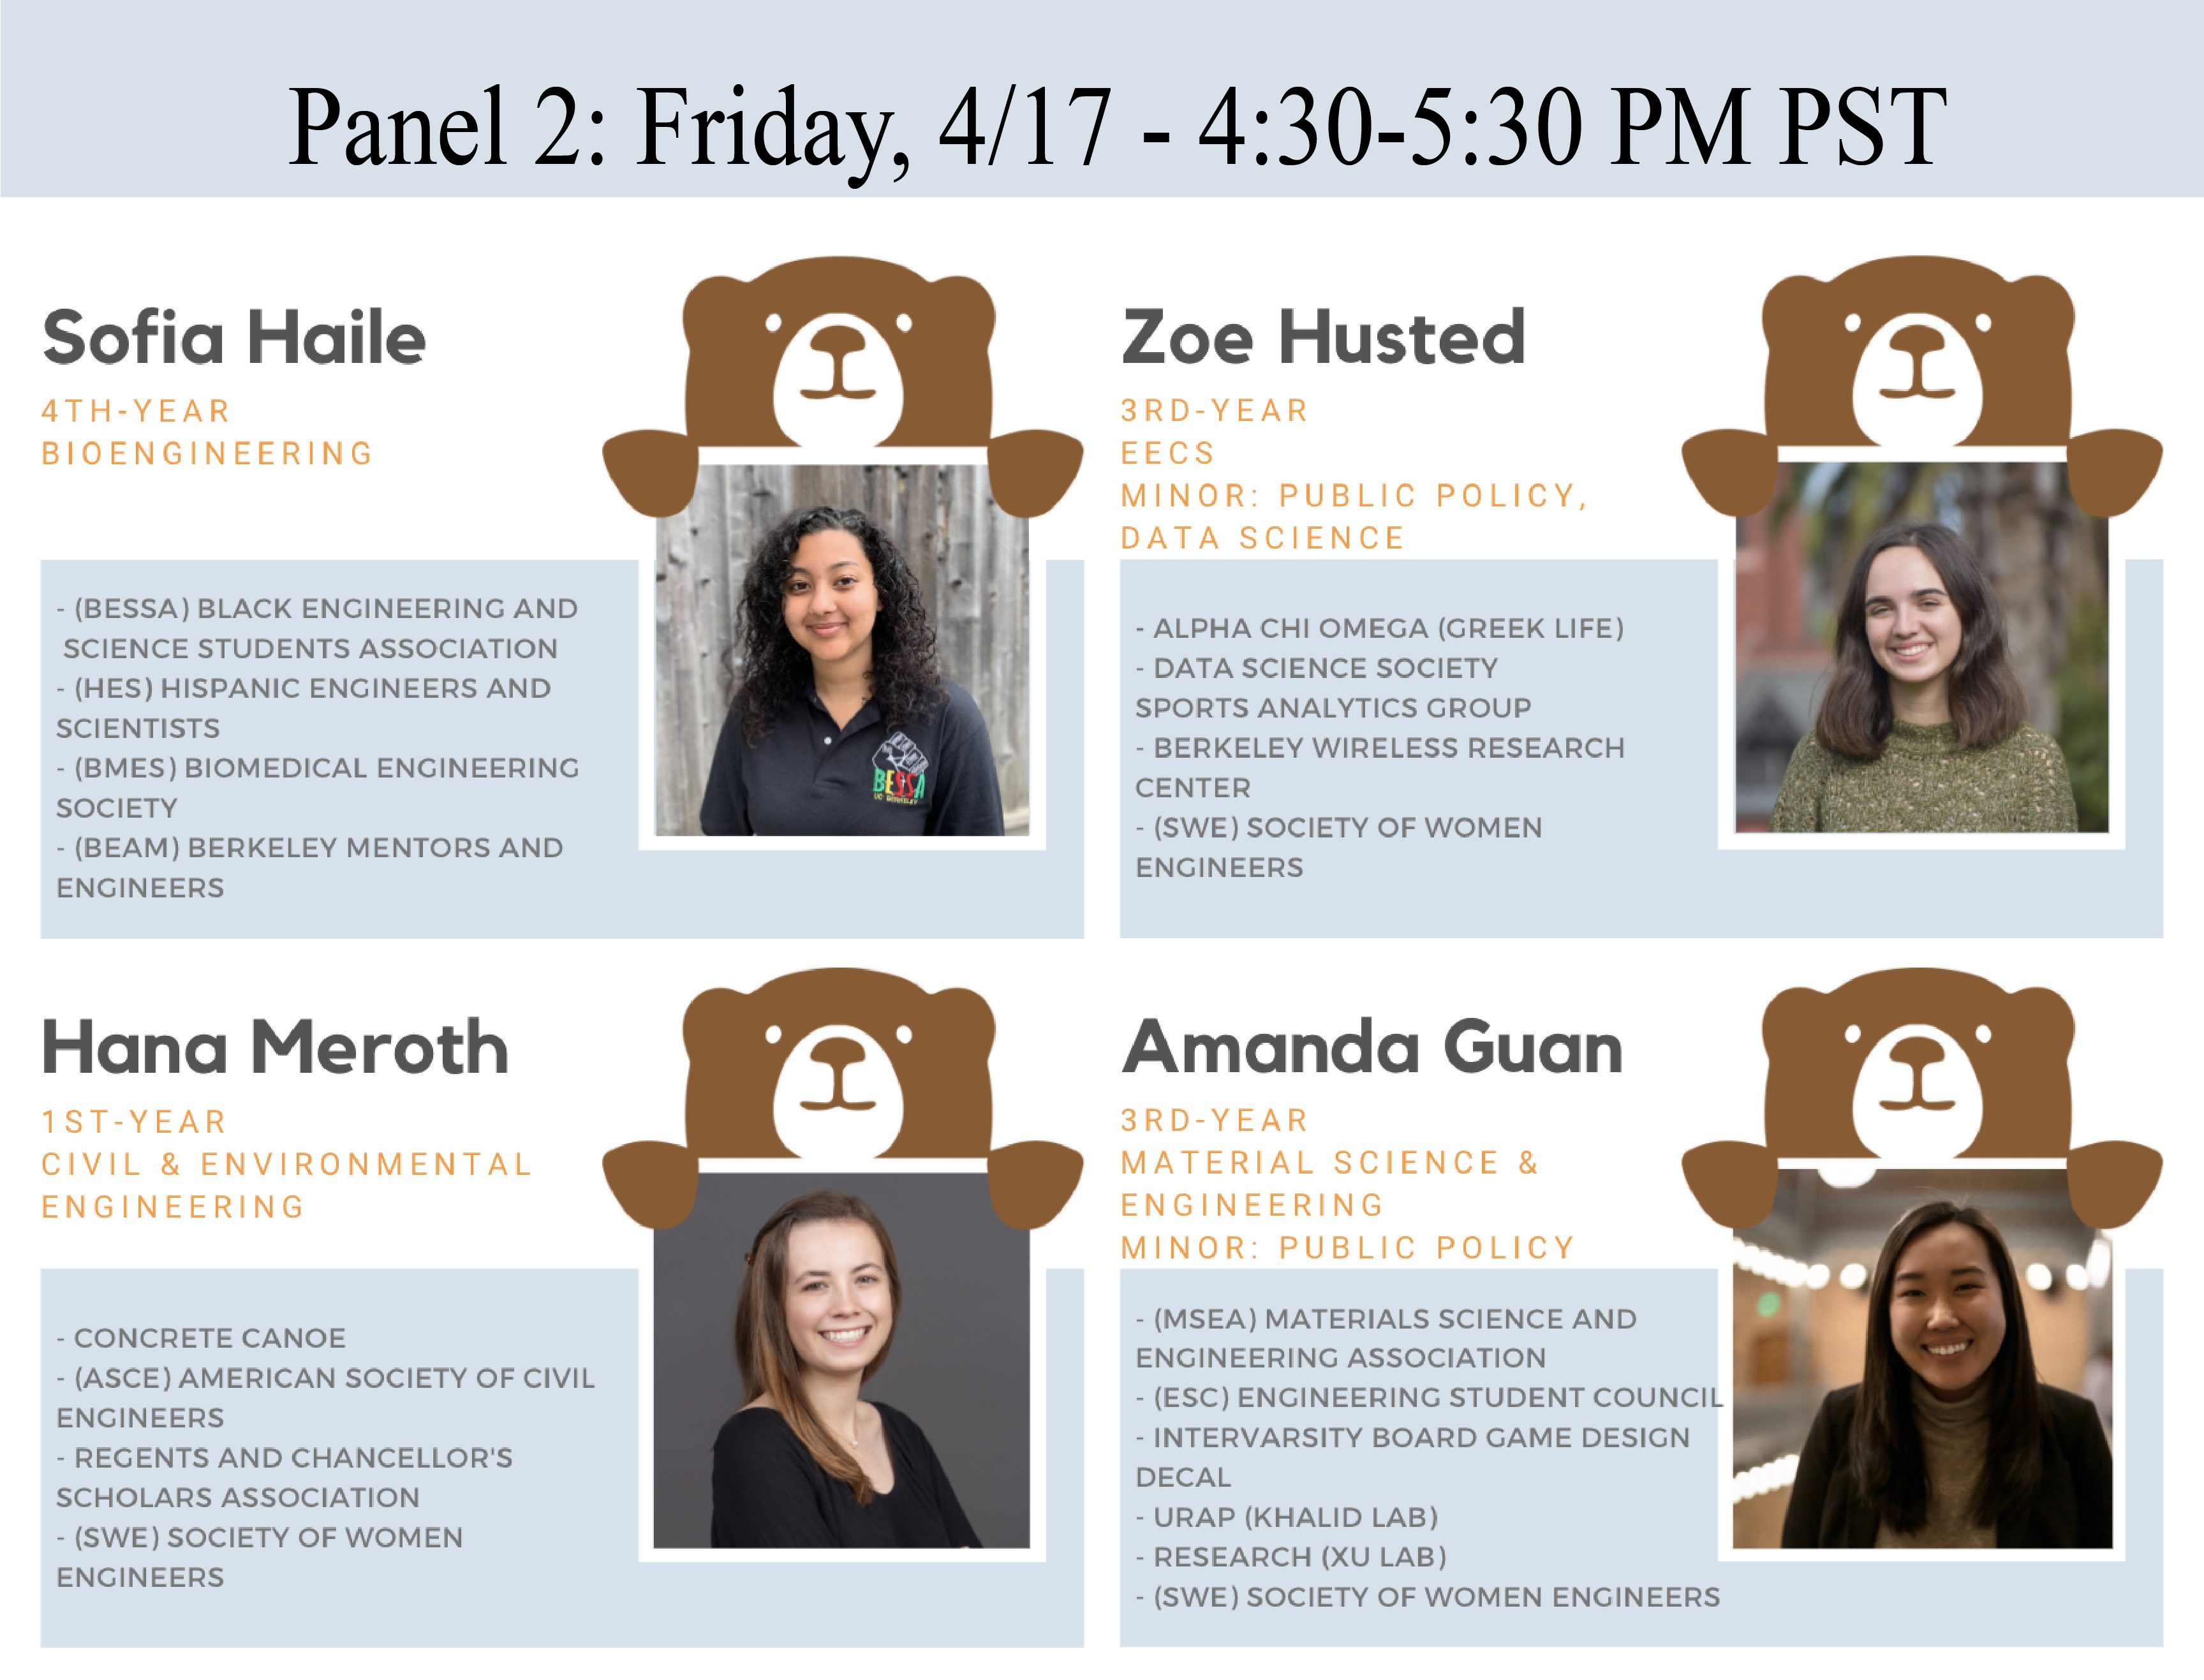 Panel 2: Friday, 4/17 - 4:30-5:30 PM PST
Sofia Haile
4TH-YEAR
BIOENGINEERING
- (BESSA) BLACK ENGINEERING AND
SCIENCE STUDENTS ASSOCIATION
- (HES) HISPANIC ENGINEERS AND
SCIENTISTS
- (BMES) BIOMEDICAL ENGINEERING
SOCIETY
- (BEAM) BERKELEY MENTORS AND
ENGINEERS
BESSA
UC BERKELEY
Zoe Husted
3RD-YEAR
EECS
MINOR: PUBLIC POLICY,
DATA SCIENCE
- ALPHA CHI OMEGA (GREEK LIFE)
- DATA SCIENCE SOCIETY
SPORTS ANALYTICS GROUP
- BERKELEY WIRELESS RESEARCH
CENTER
- (SWE) SOCIETY OF WOMEN
ENGINEERS
Hana Meroth
1ST-YEAR
CIVIL & ENVIRONMENTAL
ENGINEERING
- CONCRETE CANOE
- (ASCE) AMERICAN SOCIETY OF CIVIL
ENGINEERS
- REGENTS AND CHANCELLOR'S
SCHOLARS ASSOCIATION
- (SWE) SOCIETY OF WOMEN
ENGINEERS
Amanda Guan
3RD-YEAR
MATERIAL SCIENCE &
ENGINEERING
MINOR: PUBLIC POLICY
- (MSEA) MATERIALS SCIENCE AND
ENGINEERING ASSOCIATION
- (ESC) ENGINEERING STUDENT COUNCIL
- INTERVARSITY BOARD GAME DESIGN
DECAL
- URAP (KHALID LAB)
- RESEARCH (XU LAB)
- (SWE) SOCIETY OF WOMEN ENGINEERS